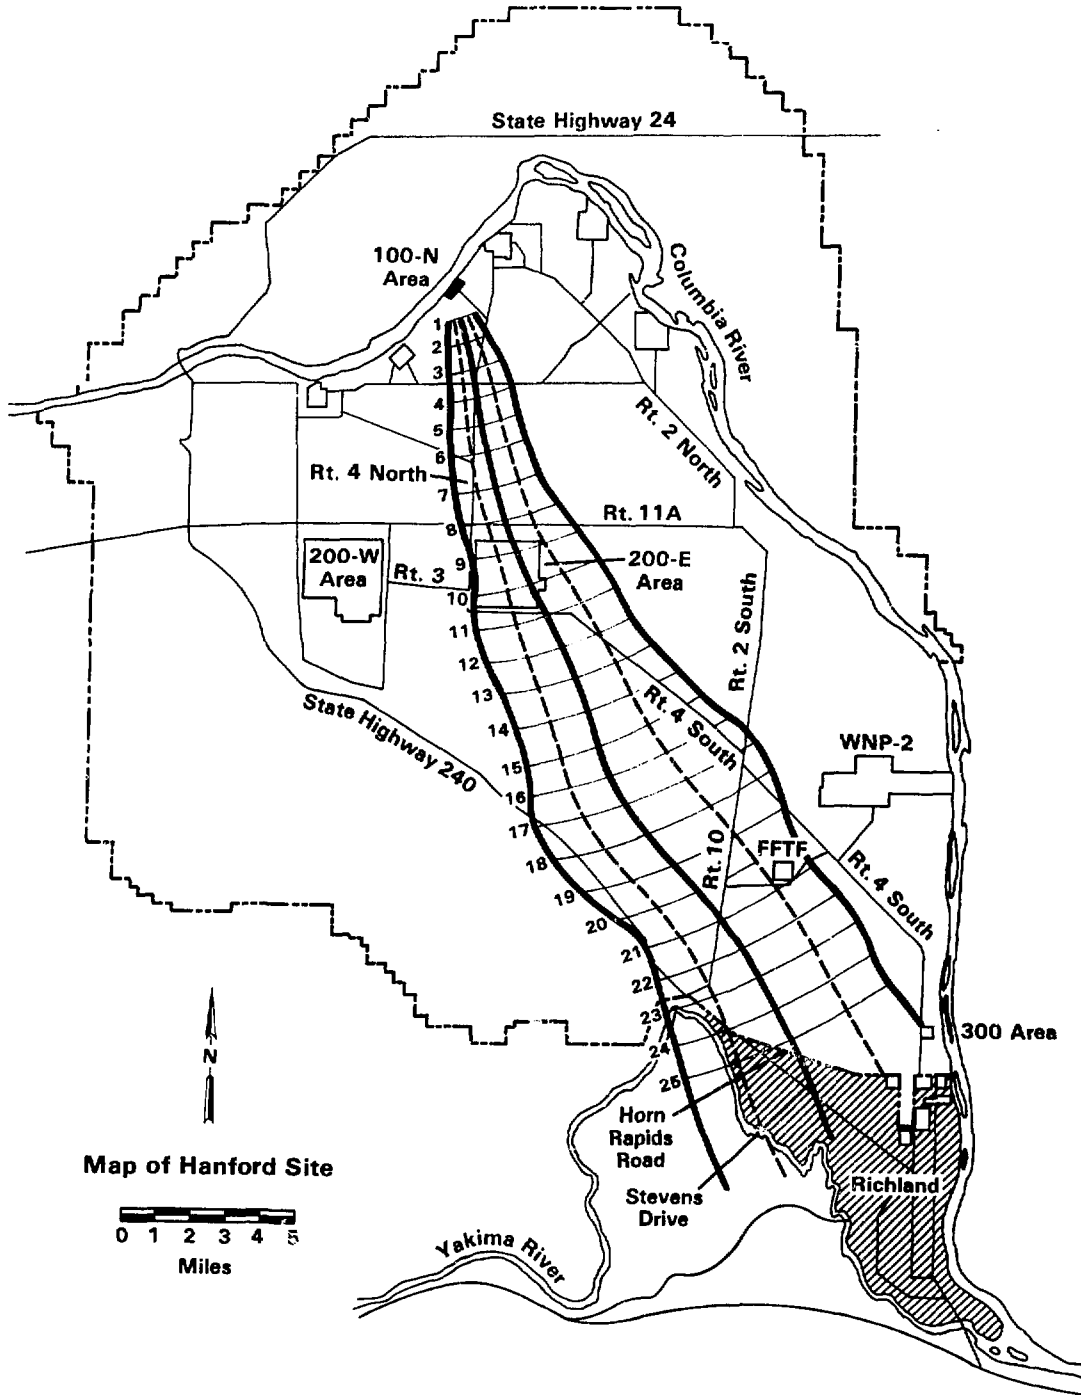 State Highway 24
100-N
Area
Columbia River
1
2
3
4
5
6
7
8
9
10
11
12
13
14
15
16
17
18
19
20
21
22
23
24
25
Rt. 2 North
Rt. 4 North
Rt. 11A
200-W
Area
Rt. 3
200-E
Area
Rt. 2 South
State Highway 240
Rt. 4 South
WNP-2
Rt. 10
FFTF
Rt. 4 South
300 Area
N
Horn
Rapids
Road
Stevens
Drive
Richland
Map of Hanford Site
0 1 2 3 4 5
Miles
Yakima River